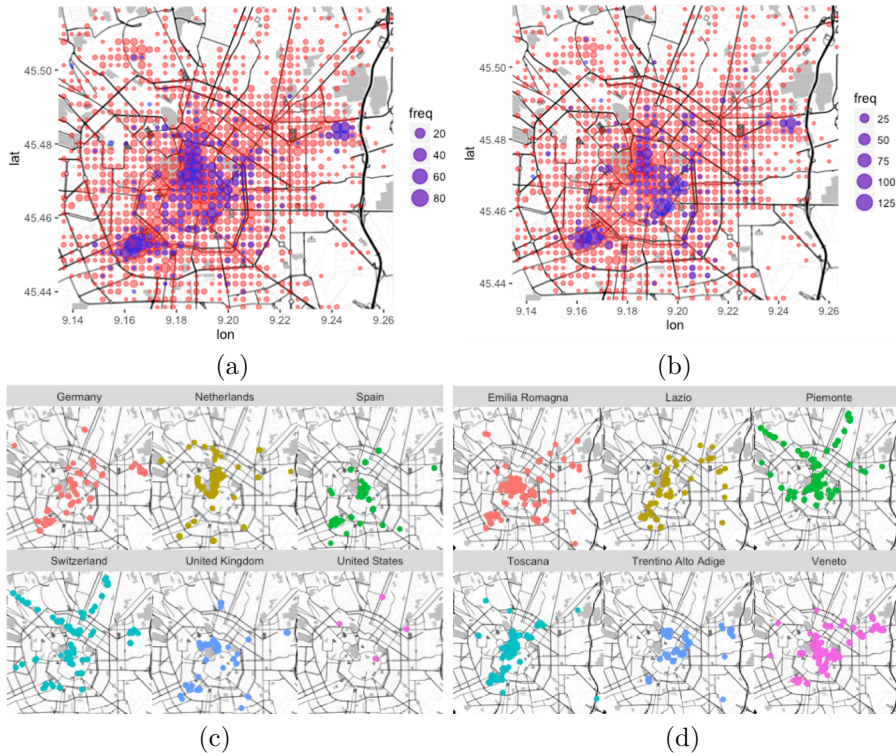 45.50
45.48
45.46
45.44
lat
9.14
9.16
9.18
9.20
9.22
9.24
9.26
lon
freq
20
40
60
80
(a)
45.50
45.48
45.46
45.44
lat
9.14
9.16
9.18
9.20
9.22
9.24
9.26
lon
freq
25
50
75
100
125
(b)
Germany
Netherlands
Spain
Switzerland
United Kingdom
United States
(c)
Emilia Romagna
Lazio
Piemonte
Toscana
Trentino Alto Adige
Veneto
(d)